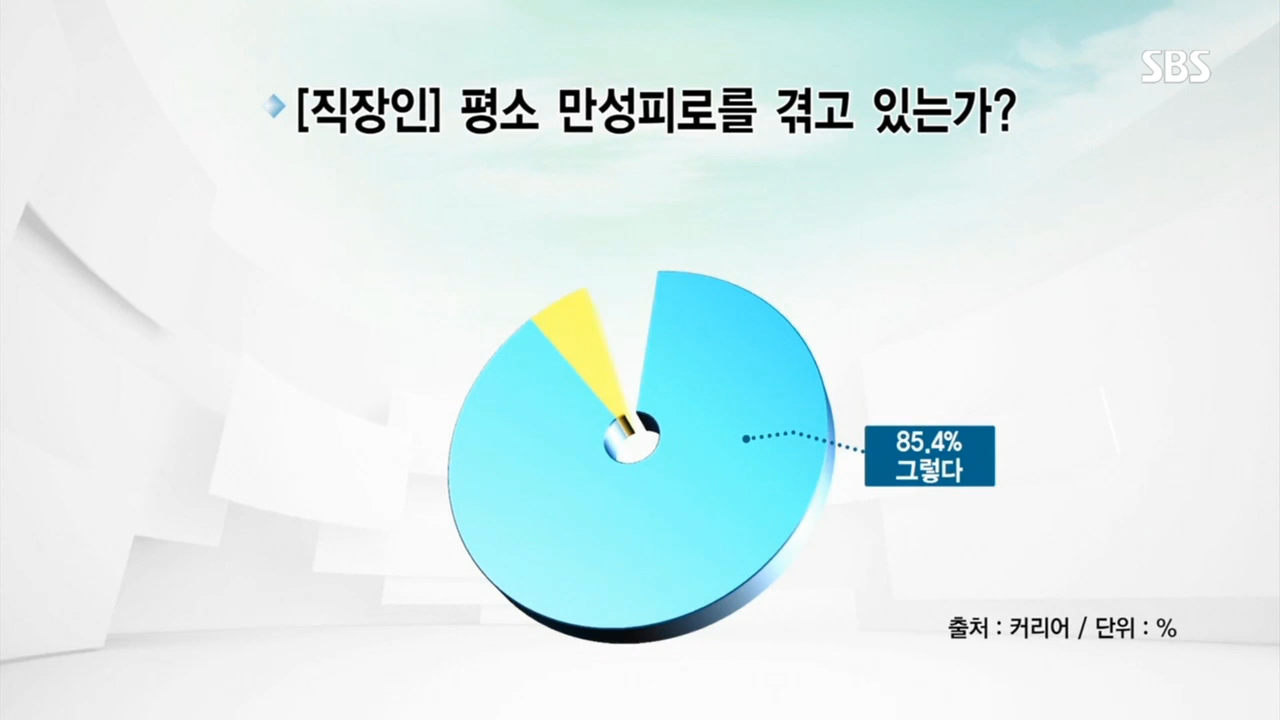 SBS
[직장인] 평소 만성피로를 겪고 있는가?
85.4%
그렇다
출처 : 커리어 / 단위 : %